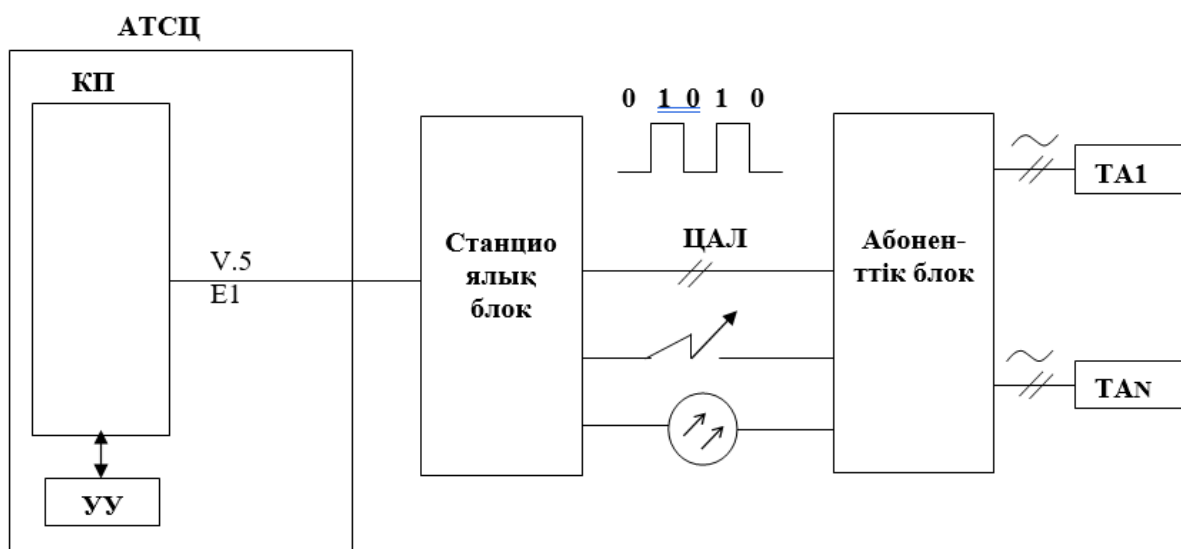 АТСЦ
КП
V.5
E1
УУ
Станцио
ялық
блок
0 1 0 1 0
ЦАЛ
Абонен-
ттік блок
ТА1
ТАN